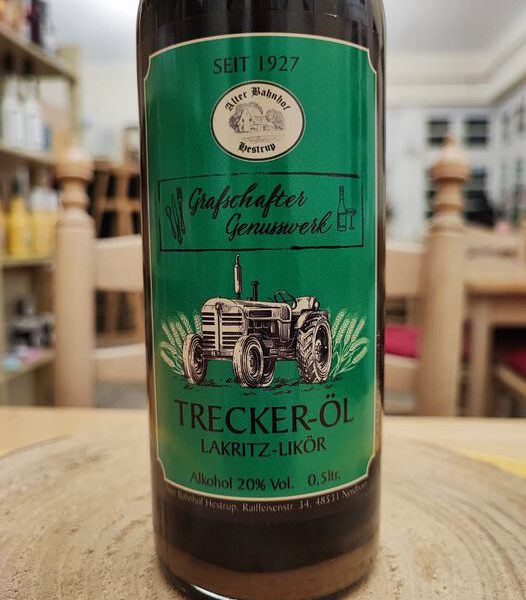 SEIT 1927
Alter Bahnhof
Hestrup
Grafschafter
Genusswerk
TRECKER-ÖL
LAKRITZ-LIKÖR
Alkohol 20% Vol. 0,5ltr.
Bahnhof Hestrup, Raiffeisenstr. 34, 48531 Nordhorn